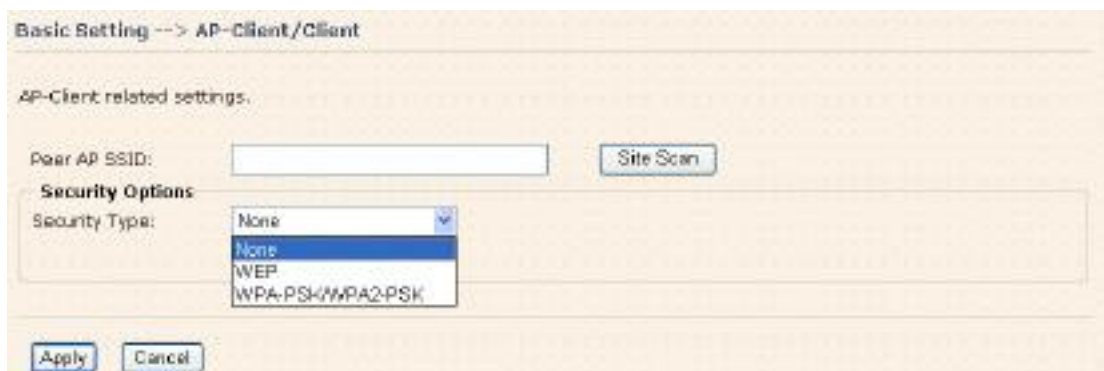 Basic Setting --> AP-Client/Client
AP-Client related settings.
Peer AP SSID:
Site Scan
Security Options
Security Type:
None
None
WEP
WPA-PSK/WPA2-PSK
Apply
Cancel